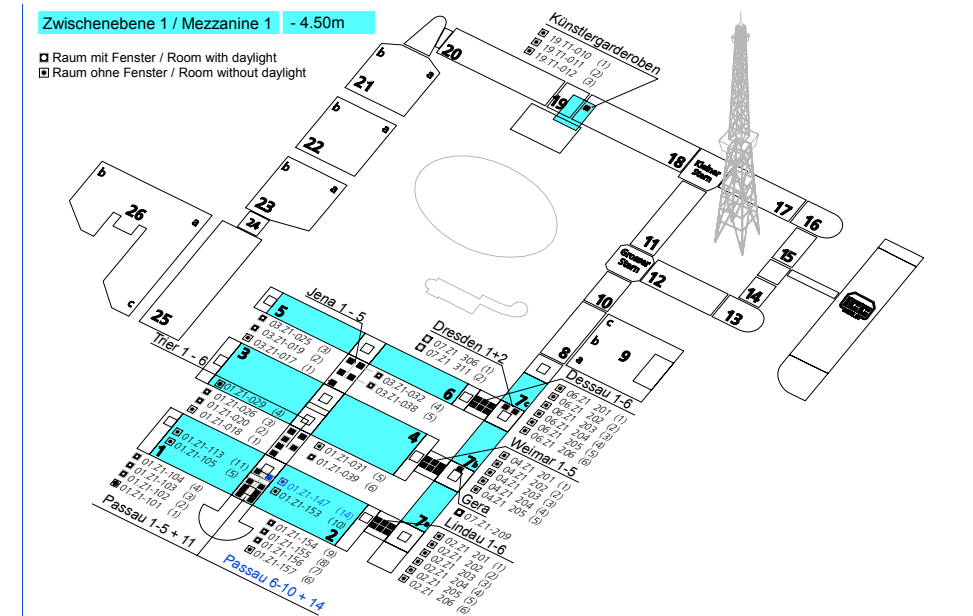 Zwischenebene 1 / Mezzanine 1
- 4.50m
Raum mit Fenster / Room with daylight
Raum ohne Fenster / Room without daylight
Künstlergarderoben
19.T1-010 (1)
19.T1-011 (2)
19.T1-012 (3)
20
b
21
a
19
b
22
a
18
Kleiner
Stern
17
16
b
23
a
24
b
26
a
c
25
11
Grosser
Stern
12
15
14
13
10
c
b
9
a
8
Jena 1 - 5
5
03.Z1-025 (3)
03.Z1-019 (2)
03.Z1-017 (1)
Dresden 1+2
07.Z1 306 (1)
07.Z1 311 (2)
Trier 1 - 6
3
01.Z1-029 (4)
01.Z1-026 (3)
01.Z1-020 (2)
01.Z1-018 (1)
03.Z1-032 (4)
03.Z1-038 (5)
6
7c
Dessau 1-6
06.Z1 201 (1)
06.Z1 202 (2)
06.Z1 203 (3)
06.Z1 204 (4)
06.Z1 205 (5)
06.Z1 206 (6)
4
01.Z1-031 (5)
01.Z1-039 (6)
7b
Weimar 1-5
04.Z1 201 (1)
04.Z1 202 (2)
04.Z1 203 (3)
04.Z1 204 (4)
04.Z1 205 (5)
Gera
07.Z1-209
1
01.Z1-113 (11)
01.Z1-105 (5)
01.Z1-104 (4)
01.Z1-103 (3)
01.Z1-102 (2)
01.Z1-101 (1)
Passau 1-5 + 11
01.Z1-147 (14)
01.Z1-153 (10)
2
7a
01.Z1-154 (9)
01.Z1-155 (8)
01.Z1-156 (7)
01.Z1-157 (6)
Passau 6-10 + 14
Lindau 1-6
02.Z1 201 (1)
02.Z1 202 (2)
02.Z1 203 (3)
02.Z1 204 (4)
02.Z1 205 (5)
02.Z1 206 (6)